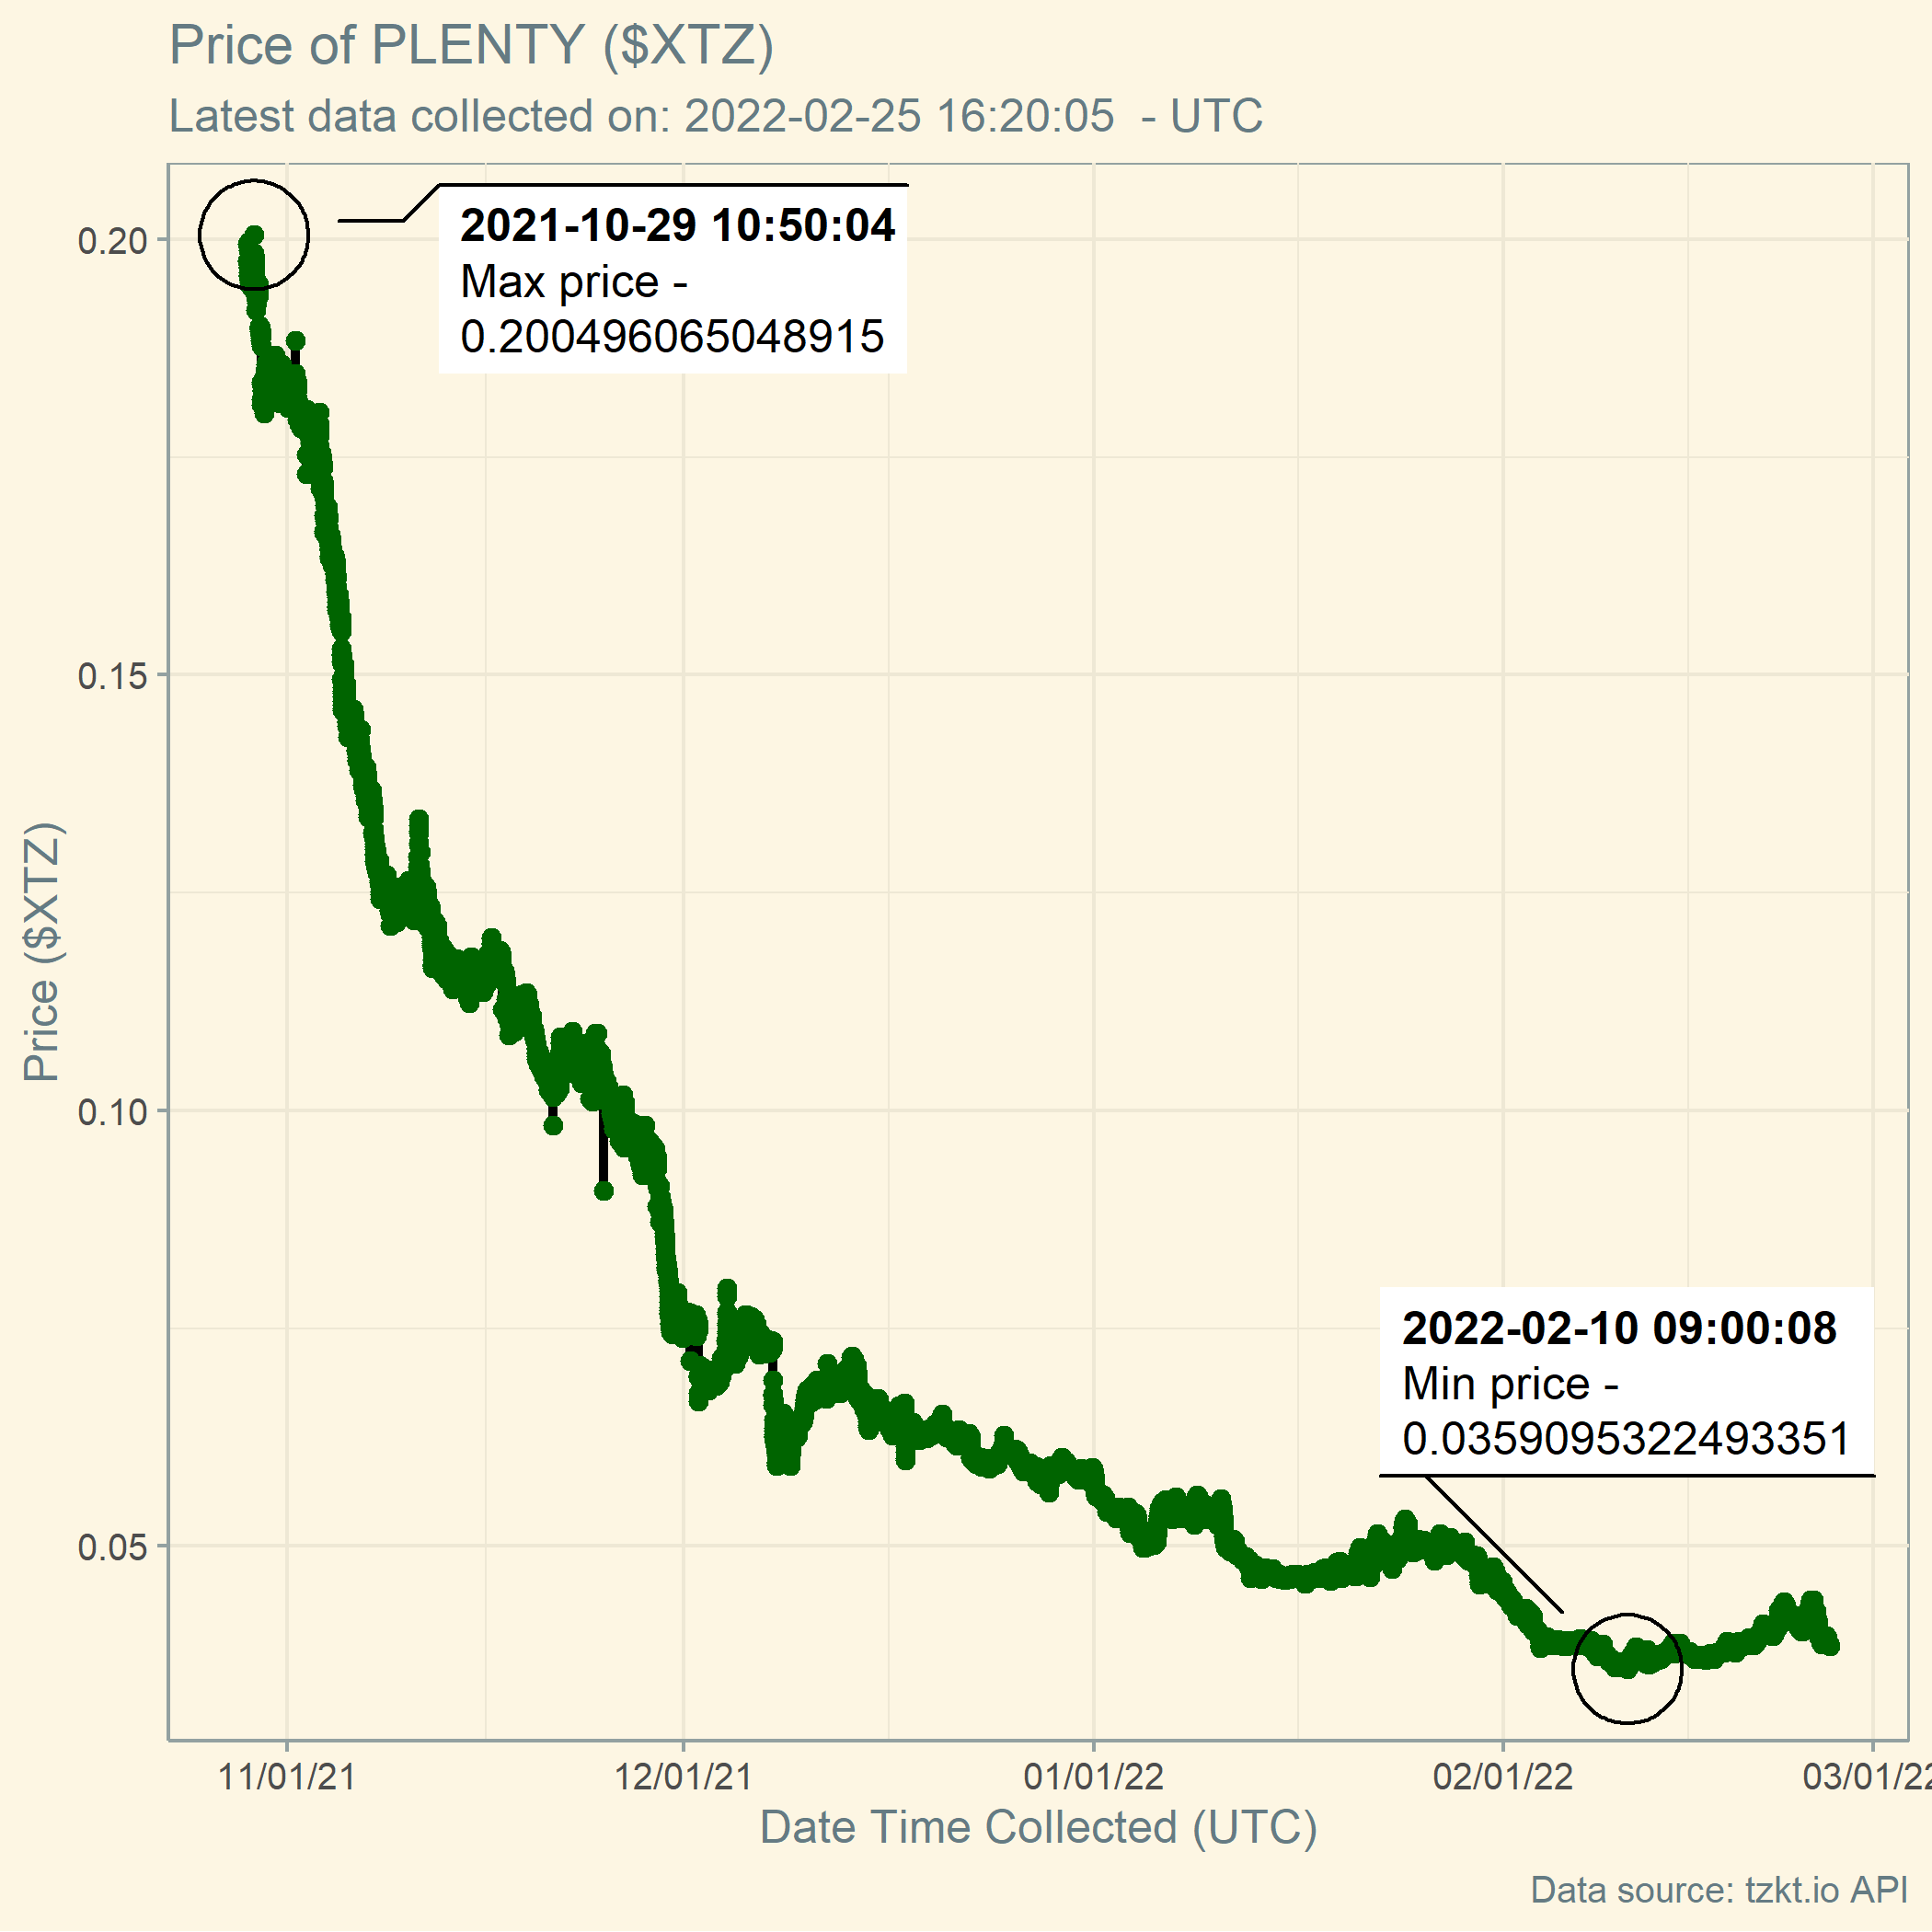 Price of PLENTY ($XTZ)
Latest data collected on: 2022-02-25 16:20:05  - UTC
2021-10-29 10:50:04
Max price -
0.200496065048915
0.20
0.15
0.10
0.05
Price ($XTZ)
2022-02-10 09:00:08
Min price -
0.0359095322493351
11/01/21
12/01/21
01/01/22
02/01/22
03/01/22
Date Time Collected (UTC)
Data source: tzkt.io API